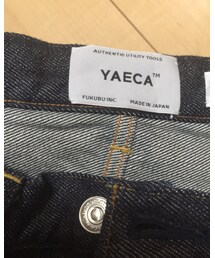 AUTHENTIC UTILITY TOOLS
YAECA™
YUKUBU INC MADE IN JAPAN